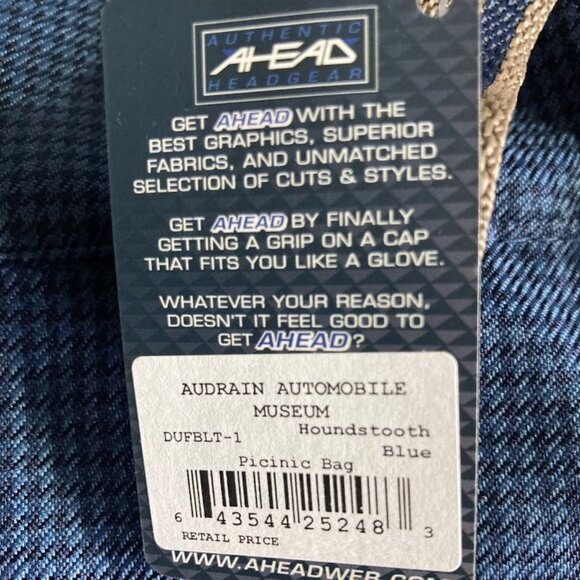 AUTHENTIC
AHEAD
HEADGEAR
GET AHEAD WITH THE
BEST GRAPHICS, SUPERIOR
FABRICS, AND UNMATCHED
SELECTION OF CUTS & STYLES.
GET AHEAD BY FINALLY
GETTING A GRIP ON A CAP
THAT FITS YOU LIKE A GLOVE.
WHATEVER YOUR REASON,
DOESN'T IT FEEL GOOD TO
GET AHEAD?
AUDRAIN AUTOMOBILE
MUSEUM
DUFBLT-1 Houndstooth
Blue
Picinic Bag
6 43544 25248 3
RETAIL PRICE
WWW.AHEADWEB.COM